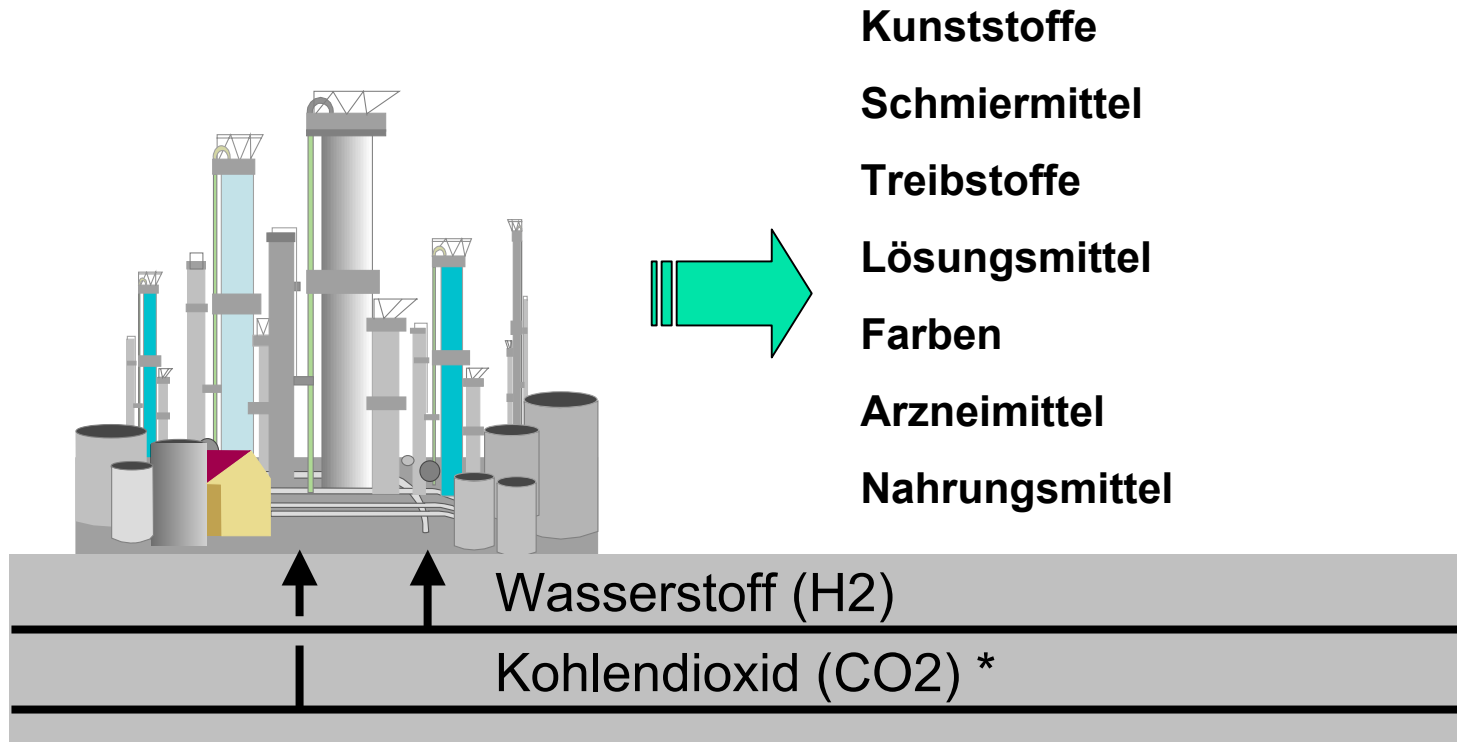 Kunststoffe
Schmiermittel
Treibstoffe
Lösungsmittel
Farben
Arzneimittel
Nahrungsmittel
Wasserstoff (H2)
Kohlendioxid (CO2) *